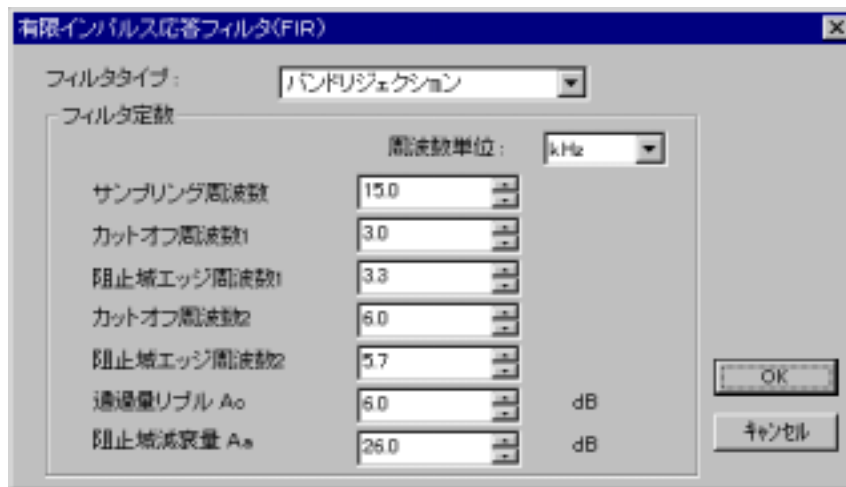 有限インパルス応答フィルタ(FIR)
フィルタタイプ: バンドリジェクション
フィルタ定数
周波数単位: kHz
サンプリング周波数 15.0
カットオフ周波数1 3.0
阻止域エッジ周波数1 3.3
カットオフ周波数2 6.0
阻止域エッジ周波数2 5.7
通過量リプル Ao 6.0 dB
阻止域減衰量 Aa 26.0 dB
OK
キャンセル